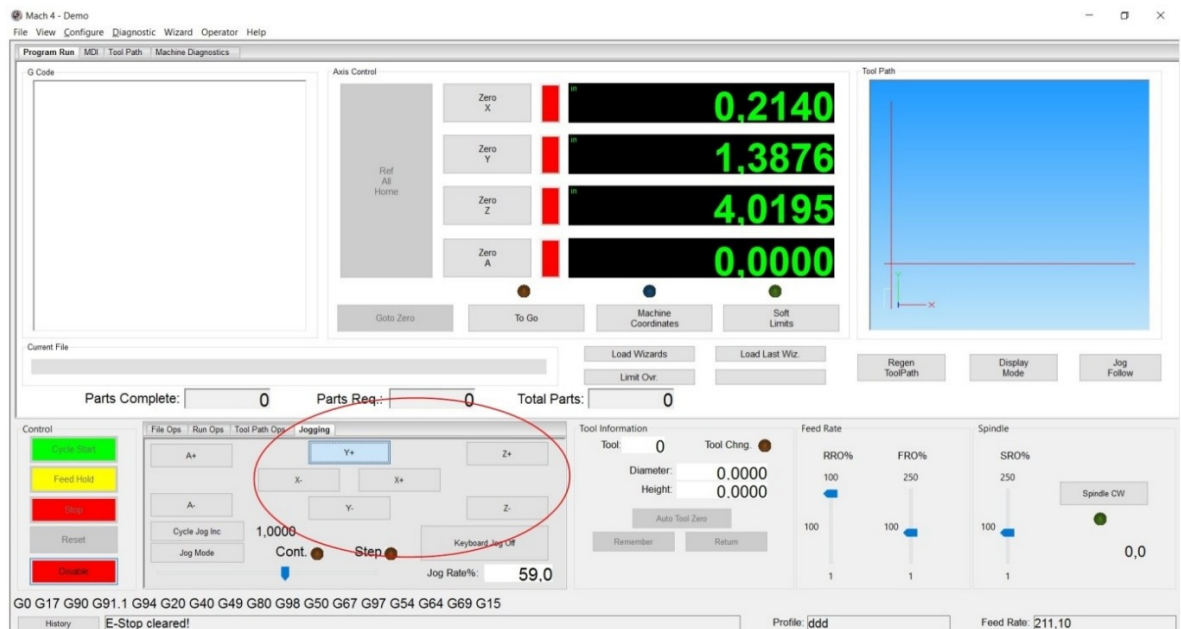 Mach 4 - Demo
File View Configure Diagnostic Wizard Operator Help
Program Run MDI Tool Path Machine Diagnostics
G Code
Axis Control
Tool Path
Ref
All
Home
Zero
X
in
0,2140
Zero
Y
in
1,3876
Zero
Z
in
4,0195
Zero
A
0,0000
Goto Zero
To Go
Machine
Coordinates
Soft
Limits
Y
X
Current File
Load Wizards
Load Last Wiz.
Limit Ovr.
Regen
ToolPath
Display
Mode
Jog
Follow
Parts Complete: 0 Parts Req.: 0 Total Parts: 0
Control
Cycle Start
Feed Hold
Stop
Reset
Disable
File Ops Run Ops Tool Path Ops Jogging
A+ Y+ Z+
X- X+
A- Y- Z-
Cycle Jog Inc 1,0000
Keyboard Jog Off
Jog Mode Cont. Step
Jog Rate%: 59,0
Tool Information
Tool: 0 Tool Chng.
Diameter: 0,0000
Height: 0,0000
Auto Tool Zero
Remember Return
Feed Rate
RRO% FRO%
100 250
100 100
1 1
Spindle
SRO%
250
100
1
Spindle CW
0,0
G0 G17 G90 G91.1 G94 G20 G40 G49 G80 G98 G50 G67 G97 G54 G64 G69 G15
History E-Stop cleared! Profile: ddd Feed Rate: 211,10